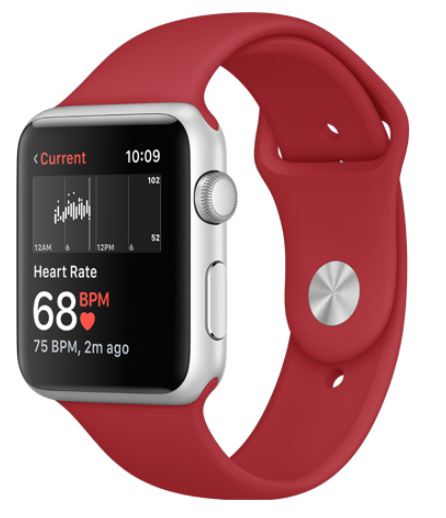 ‹Current 10:09
102
52
12AM 6 12PM 6
Heart Rate
68 BPM
75 BPM, 2m ago